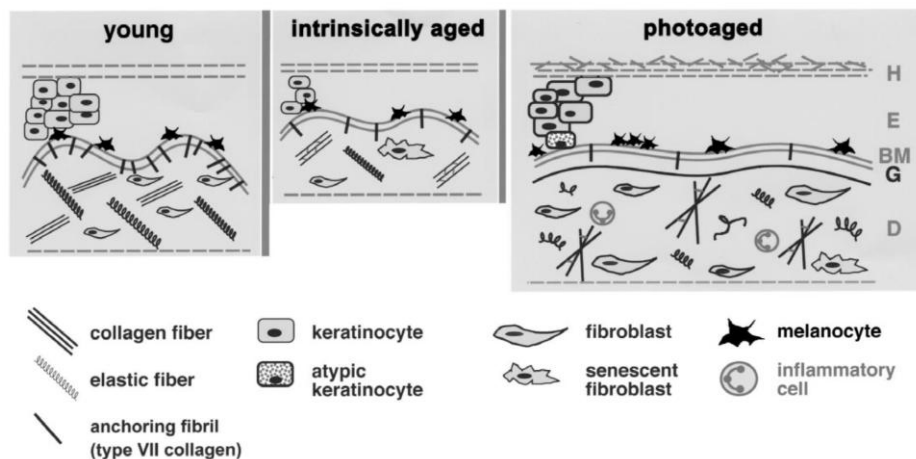 young
intrinsically aged
photoaged
H
E
BM
G
D
collagen fiber
keratinocyte
fibroblast
melanocyte
elastic fiber
atypic
keratinocyte
senescent
fibroblast
inflammatory
cell
anchoring fibril
(type VII collagen)